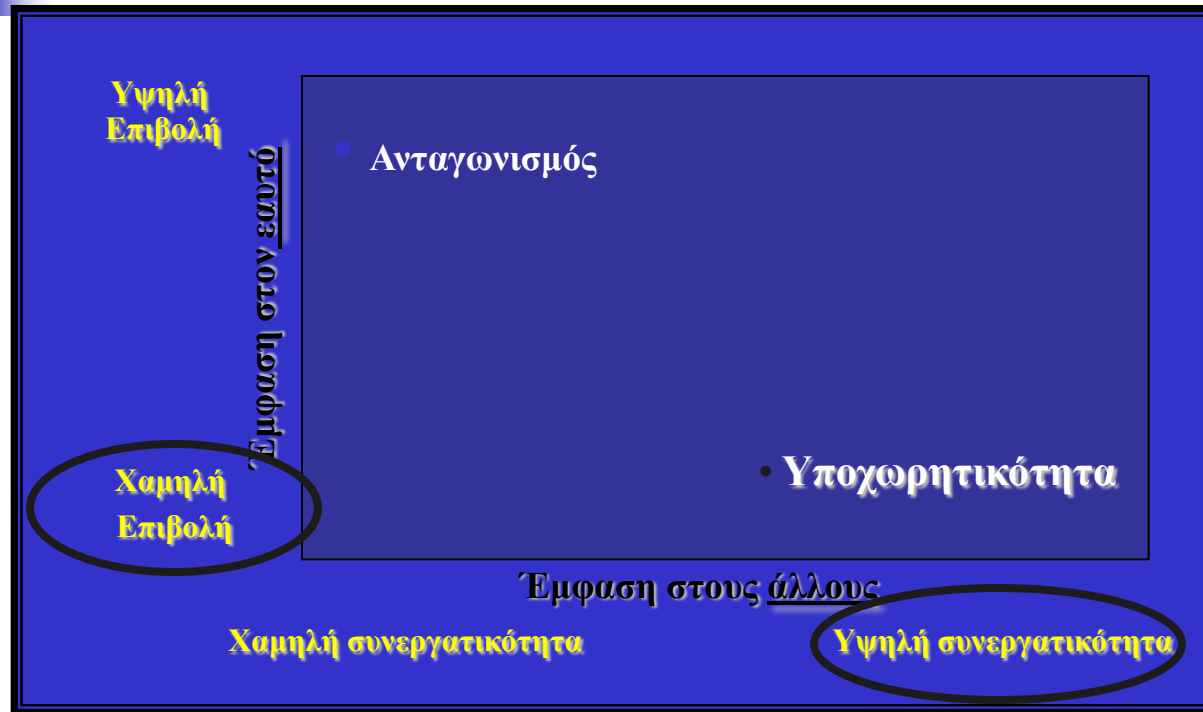 Υψηλή
Επιβολή
Έμφαση στον εαυτό
• Ανταγωνισμός
Χαμηλή
Επιβολή
• Υποχωρητικότητα
Έμφαση στους άλλους
Χαμηλή συνεργατικότητα
Υψηλή συνεργατικότητα